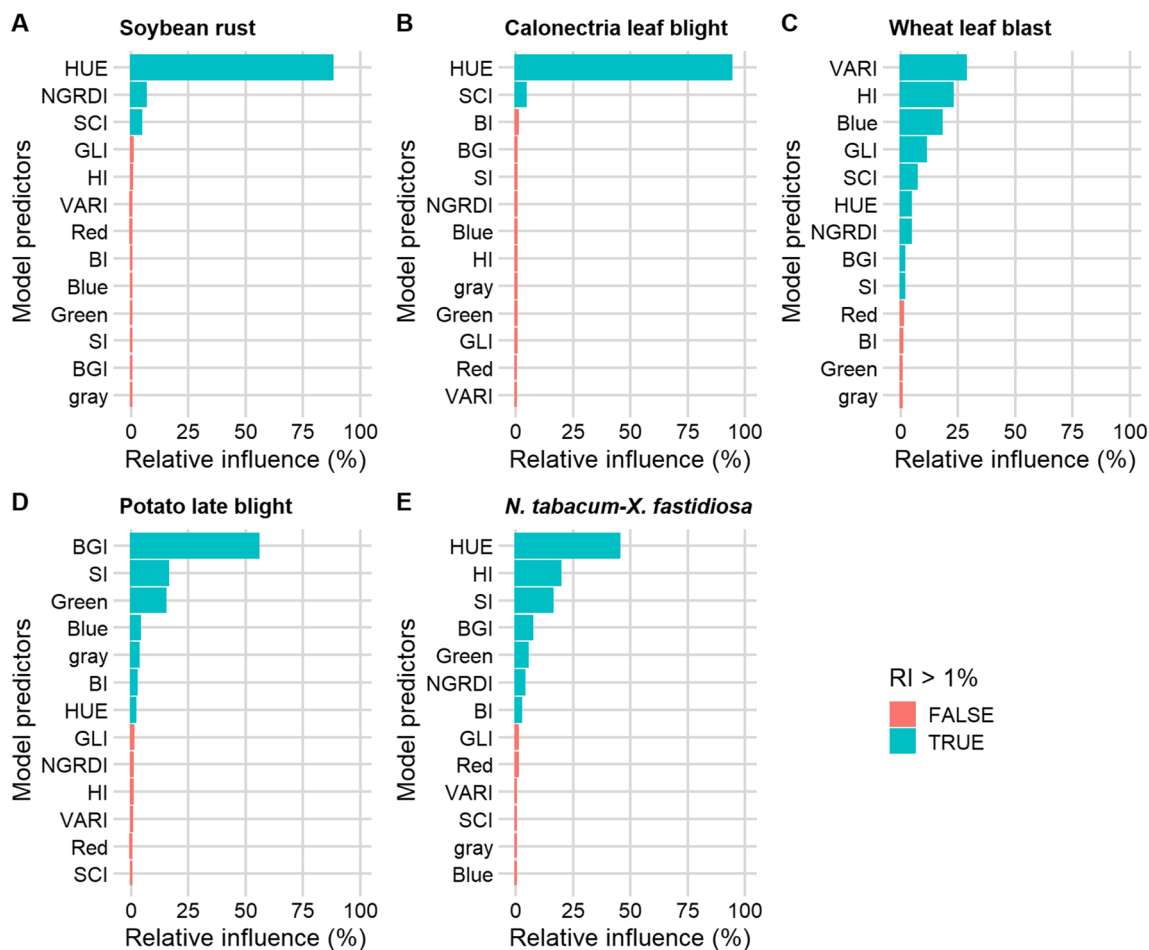 A Soybean rust
Model predictors
HUE
NGRDI
SCI
GLI
HI
VARI
Red
BI
Blue
Green
SI
BGI
gray
0 25 50 75 100
Relative influence (%)
B Calonectria leaf blight
Model predictors
HUE
SCI
BI
BGI
SI
NGRDI
Blue
HI
gray
Green
GLI
Red
VARI
0 25 50 75 100
Relative influence (%)
C Wheat leaf blast
Model predictors
VARI
HI
Blue
GLI
SCI
HUE
NGRDI
BGI
SI
Red
BI
Green
gray
0 25 50 75 100
Relative influence (%)
D Potato late blight
Model predictors
BGI
SI
Green
Blue
gray
BI
HUE
GLI
NGRDI
HI
VARI
Red
SCI
0 25 50 75 100
Relative influence (%)
E N. tabacum-X. fastidiosa
Model predictors
HUE
HI
SI
BGI
Green
NGRDI
BI
GLI
Red
VARI
SCI
gray
Blue
0 25 50 75 100
Relative influence (%)
RI > 1%
FALSE
TRUE